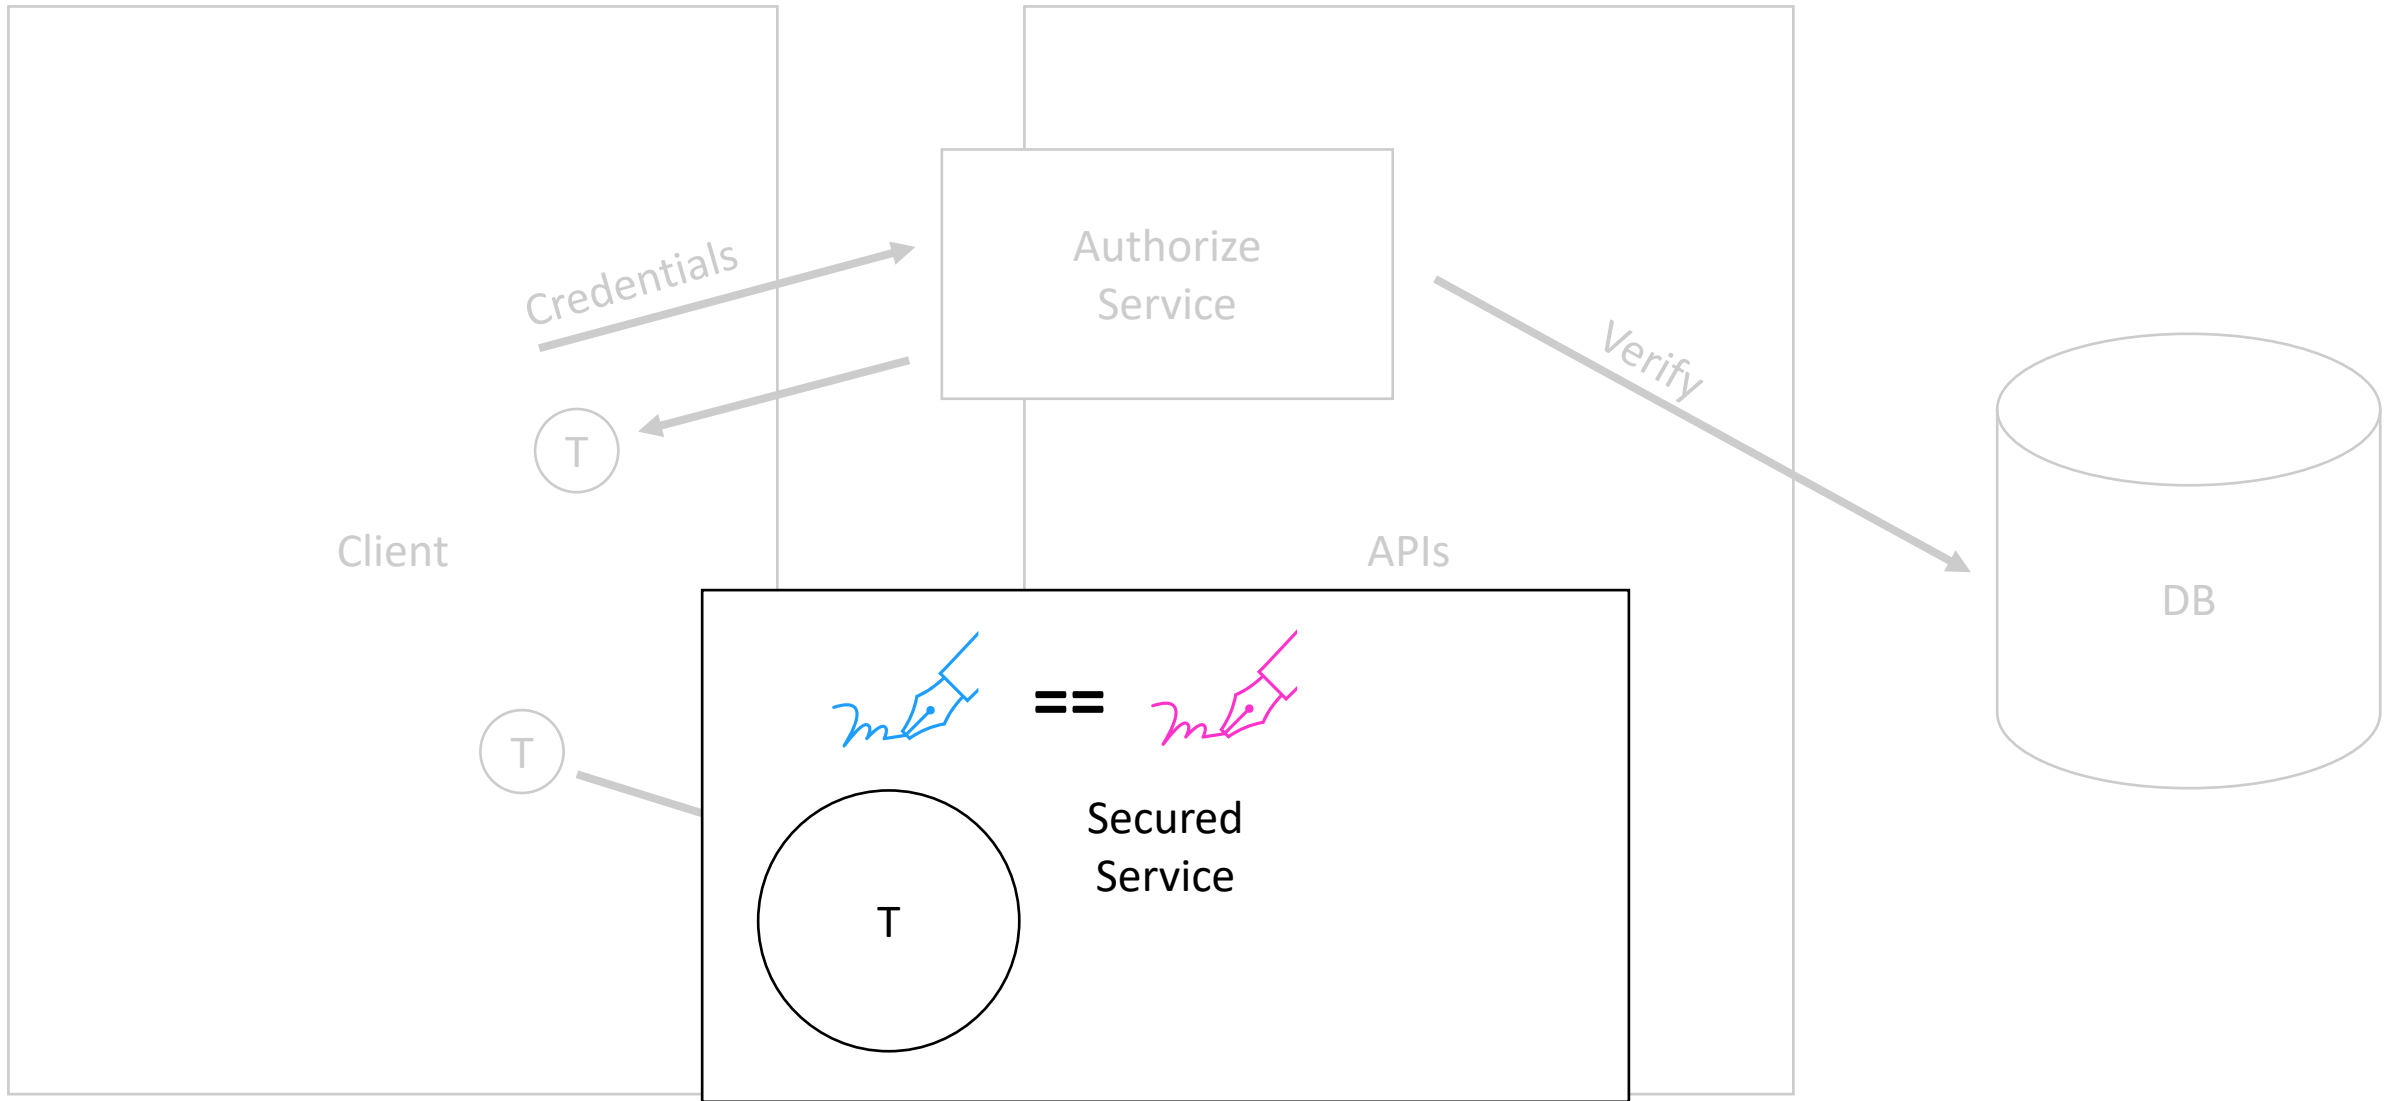 Credentials
Authorize
Service
Verify
T
Client
APIs
DB
==
T
Secured
Service
T